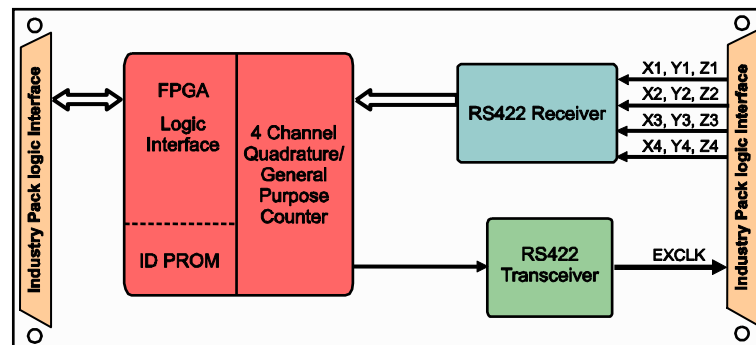 Industry Pack logic Interface
FPGA
Logic
Interface
ID PROM
4 Channel
Quadrature/
General
Purpose
Counter
RS422 Receiver
X1, Y1, Z1
X2, Y2, Z2
X3, Y3, Z3
X4, Y4, Z4
RS422
Transceiver
EXCLK
Industry Pack logic Interface